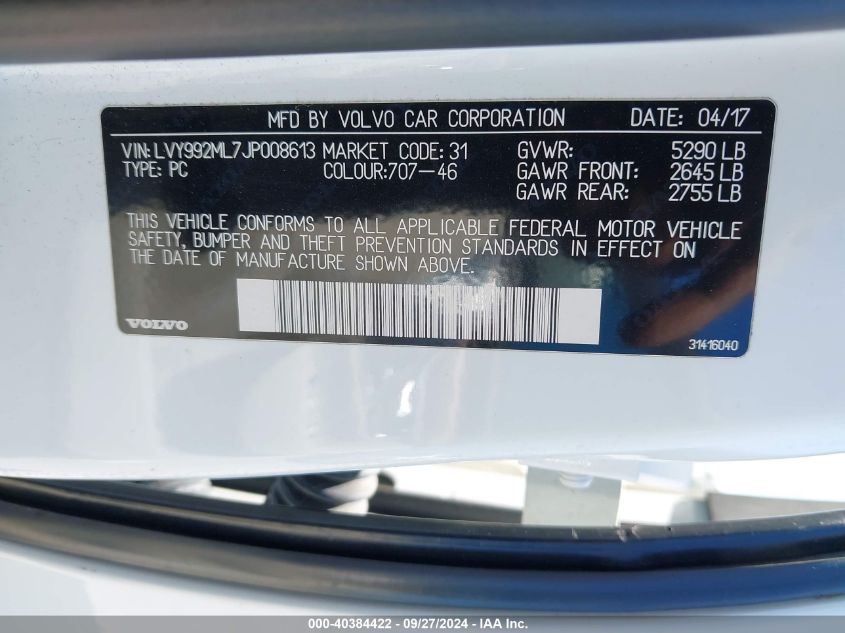 MFD BY VOLVO CAR CORPORATION DATE: 04/17
VIN: LVY992ML7JP008613 MARKET CODE: 31 GVWR: 5290 LB
TYPE: PC COLOUR: 707-46 GAWR FRONT: 2645 LB
GAWR REAR: 2755 LB
THIS VEHICLE CONFORMS TO ALL APPLICABLE FEDERAL MOTOR VEHICLE
SAFETY, BUMPER AND THEFT PREVENTION STANDARDS IN EFFECT ON
THE DATE OF MANUFACTURE SHOWN ABOVE.
VOLVO 31416040
000-40384422 - 09/27/2024 - IAA Inc.